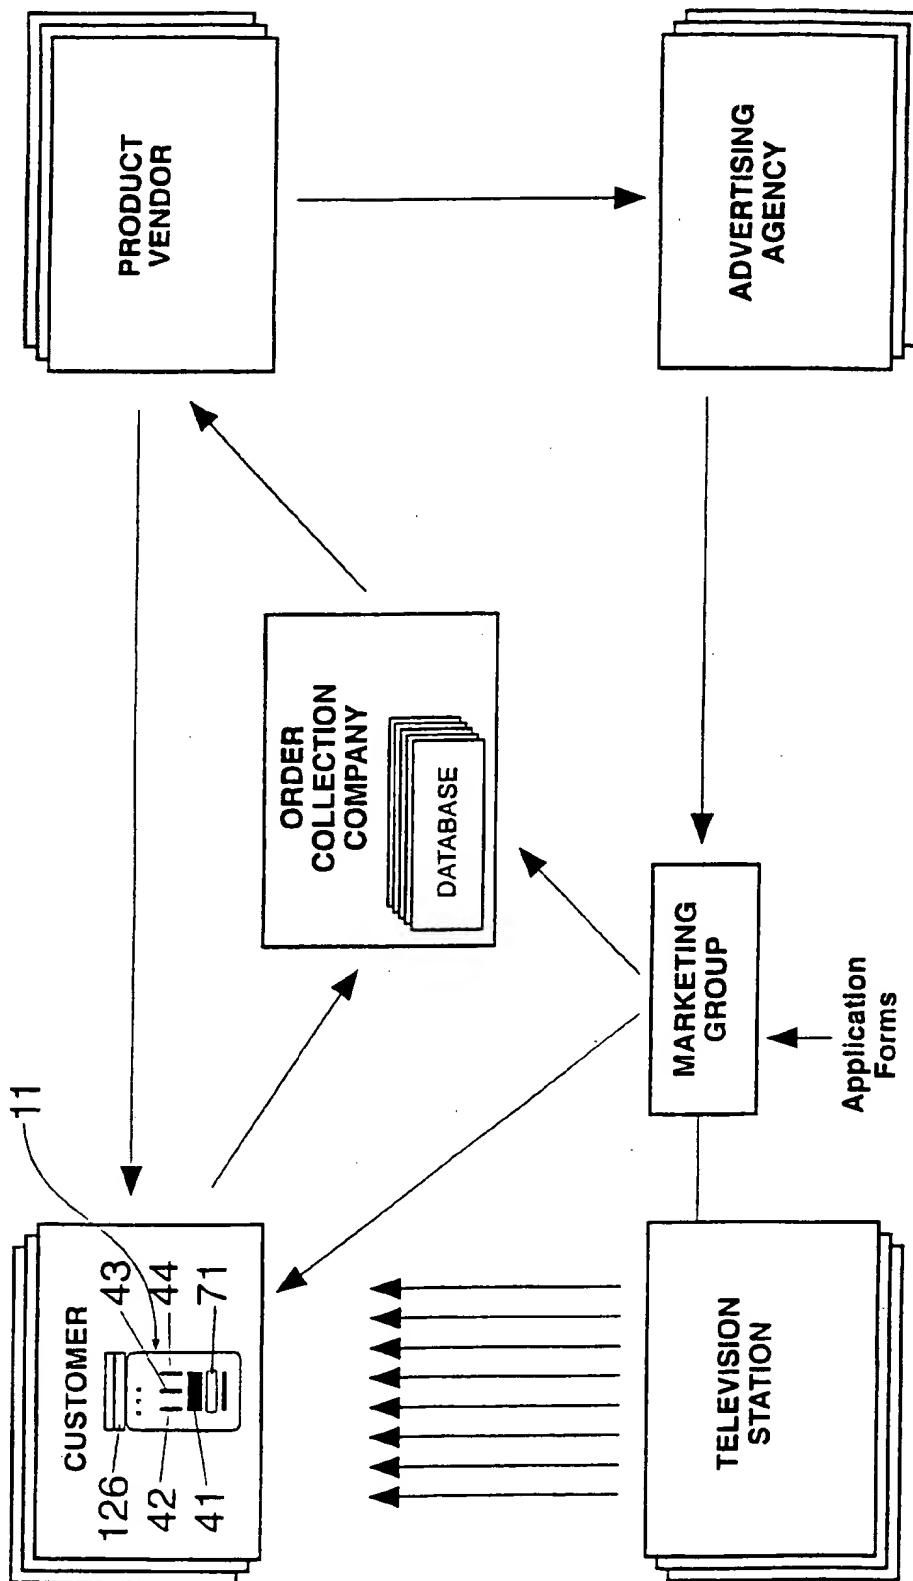 CUSTOMER
126
42
41
43
44
71
11
PRODUCT
VENDOR
ORDER
COLLECTION
COMPANY
DATABASE
TELEVISION
STATION
MARKETING
GROUP
Application
Forms
ADVERTISING
AGENCY